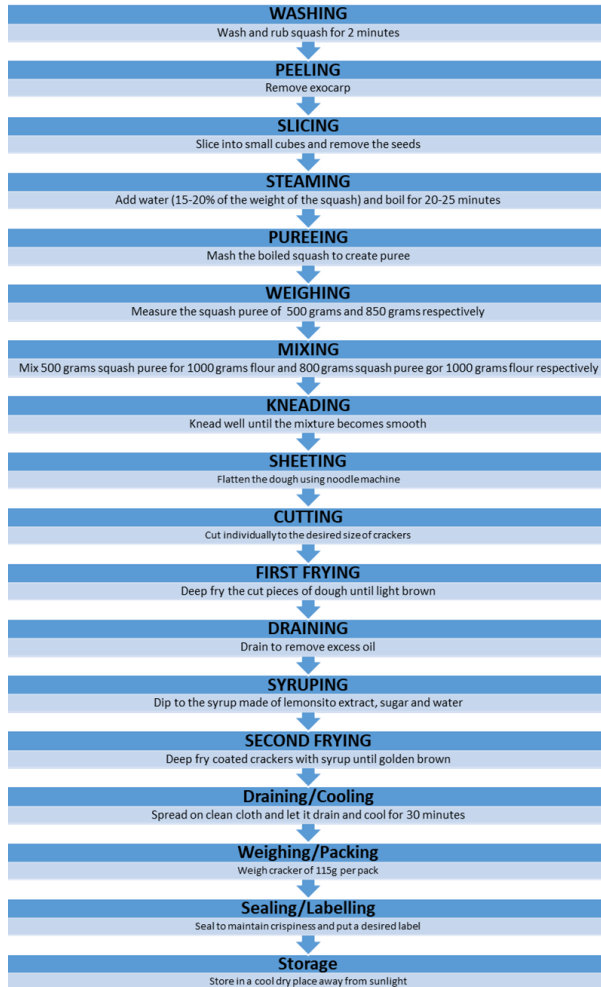 WASHING
Wash and rub squash for 2 minutes
PEELING
Remove exocarp
SLICING
Slice into small cubes and remove the seeds
STEAMING
Add water (15-20% of the weight of the squash) and boil for 20-25 minutes
PUREEING
Mash the boiled squash to create puree
WEIGHING
Measure the squash puree of 500 grams and 850 grams respectively
MIXING
Mix 500 grams squash puree for 1000 grams flour and 800 grams squash puree gor 1000 grams flour respectively
KNEADING
Knead well until the mixture becomes smooth
SHEETING
Flatten the dough using noodle machine
CUTTING
Cut individually to the desired size of crackers
FIRST FRYING
Deep fry the cut pieces of dough until light brown
DRAINING
Drain to remove excess oil
SYRUPING
Dip to the syrup made of lemonsito extract, sugar and water
SECOND FRYING
Deep fry coated crackers with syrup until golden brown
Draining/Cooling
Spread on clean cloth and let it drain and cool for 30 minutes
Weighing/Packing
Weigh cracker of 115g per pack
Sealing/Labelling
Seal to maintain crispiness and put a desired label
Storage
Store in a cool dry place away from sunlight